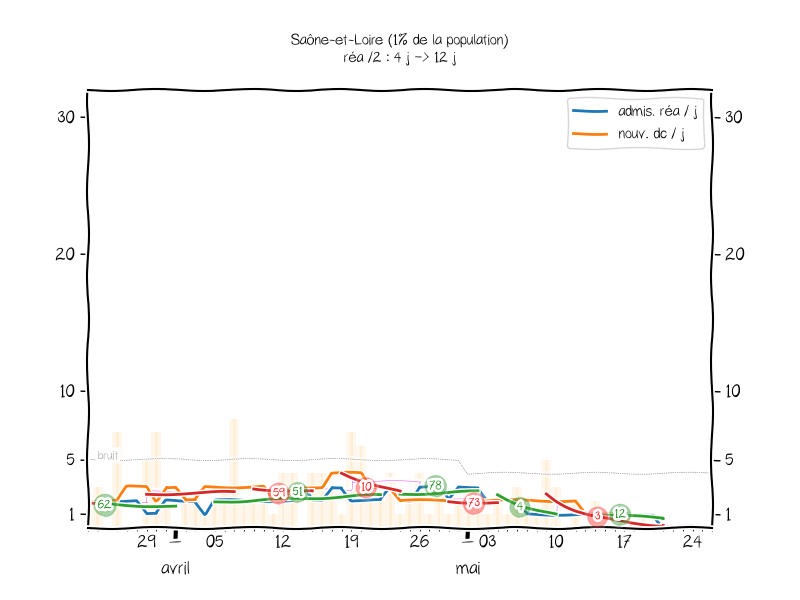 Saône-et-Loire (1% de la population)
réa /2 : 4 j -> 12 j
admis. réa / j
nouv. dc / j
30 30
20 20
10 10
5 5
1 1
bruit
62 59 51 10 78 73 4 3 12
29 05 12 19 26 03 10 17 24
avril mai